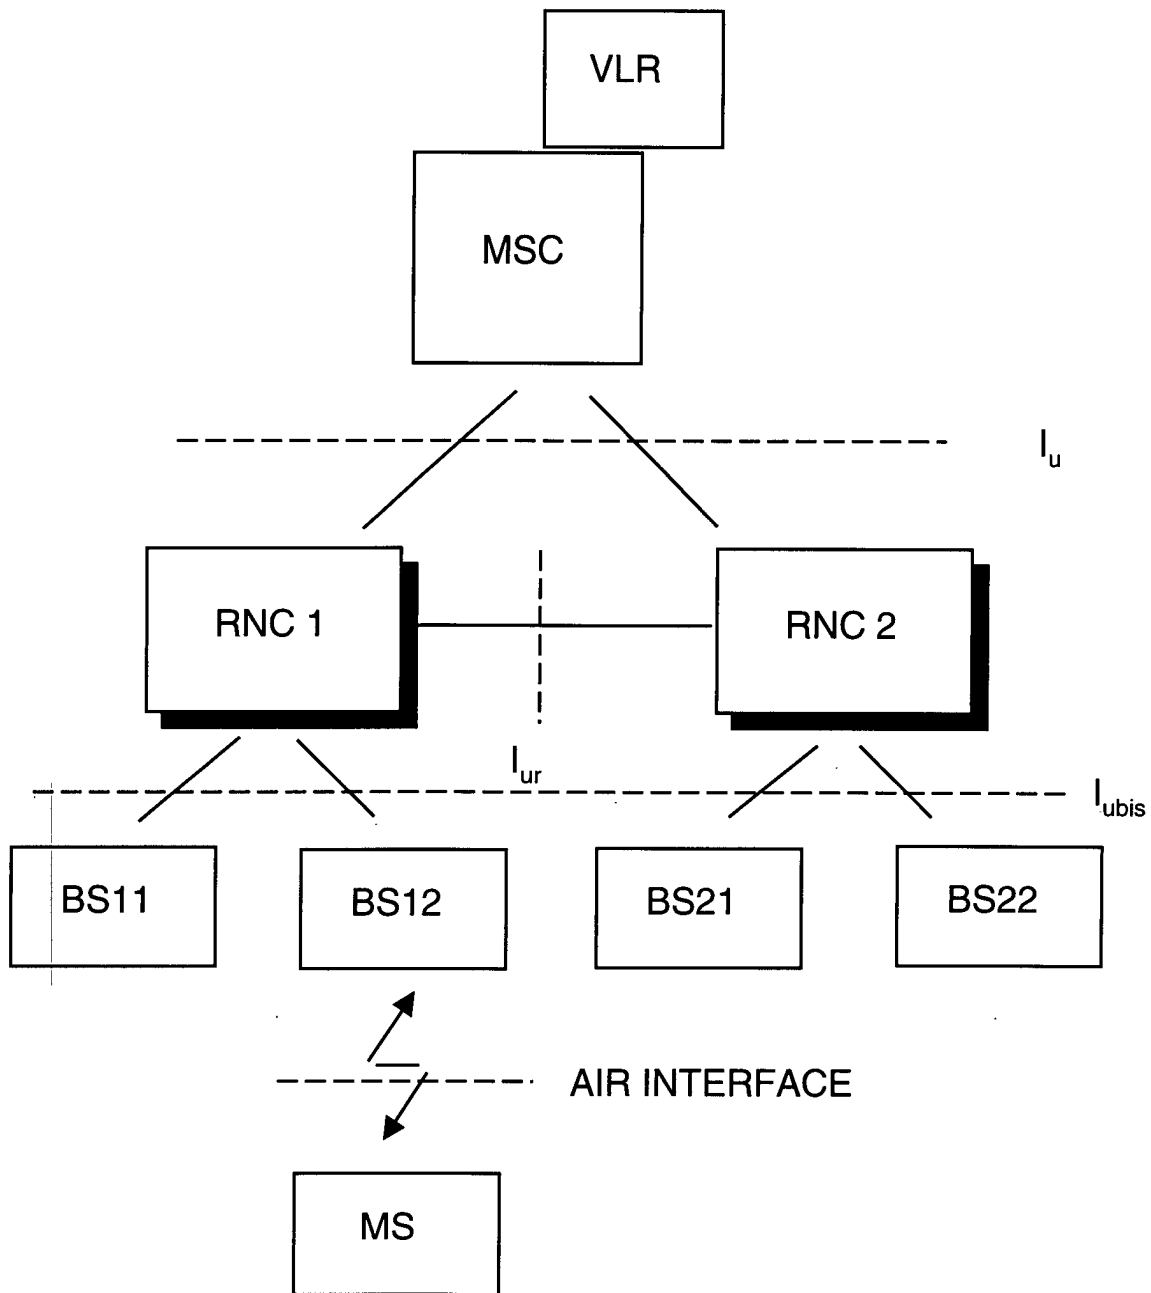 VLR
MSC
Iu
RNC 1
RNC 2
Iur
Iubis
BS11
BS12
BS21
BS22
AIR INTERFACE
MS